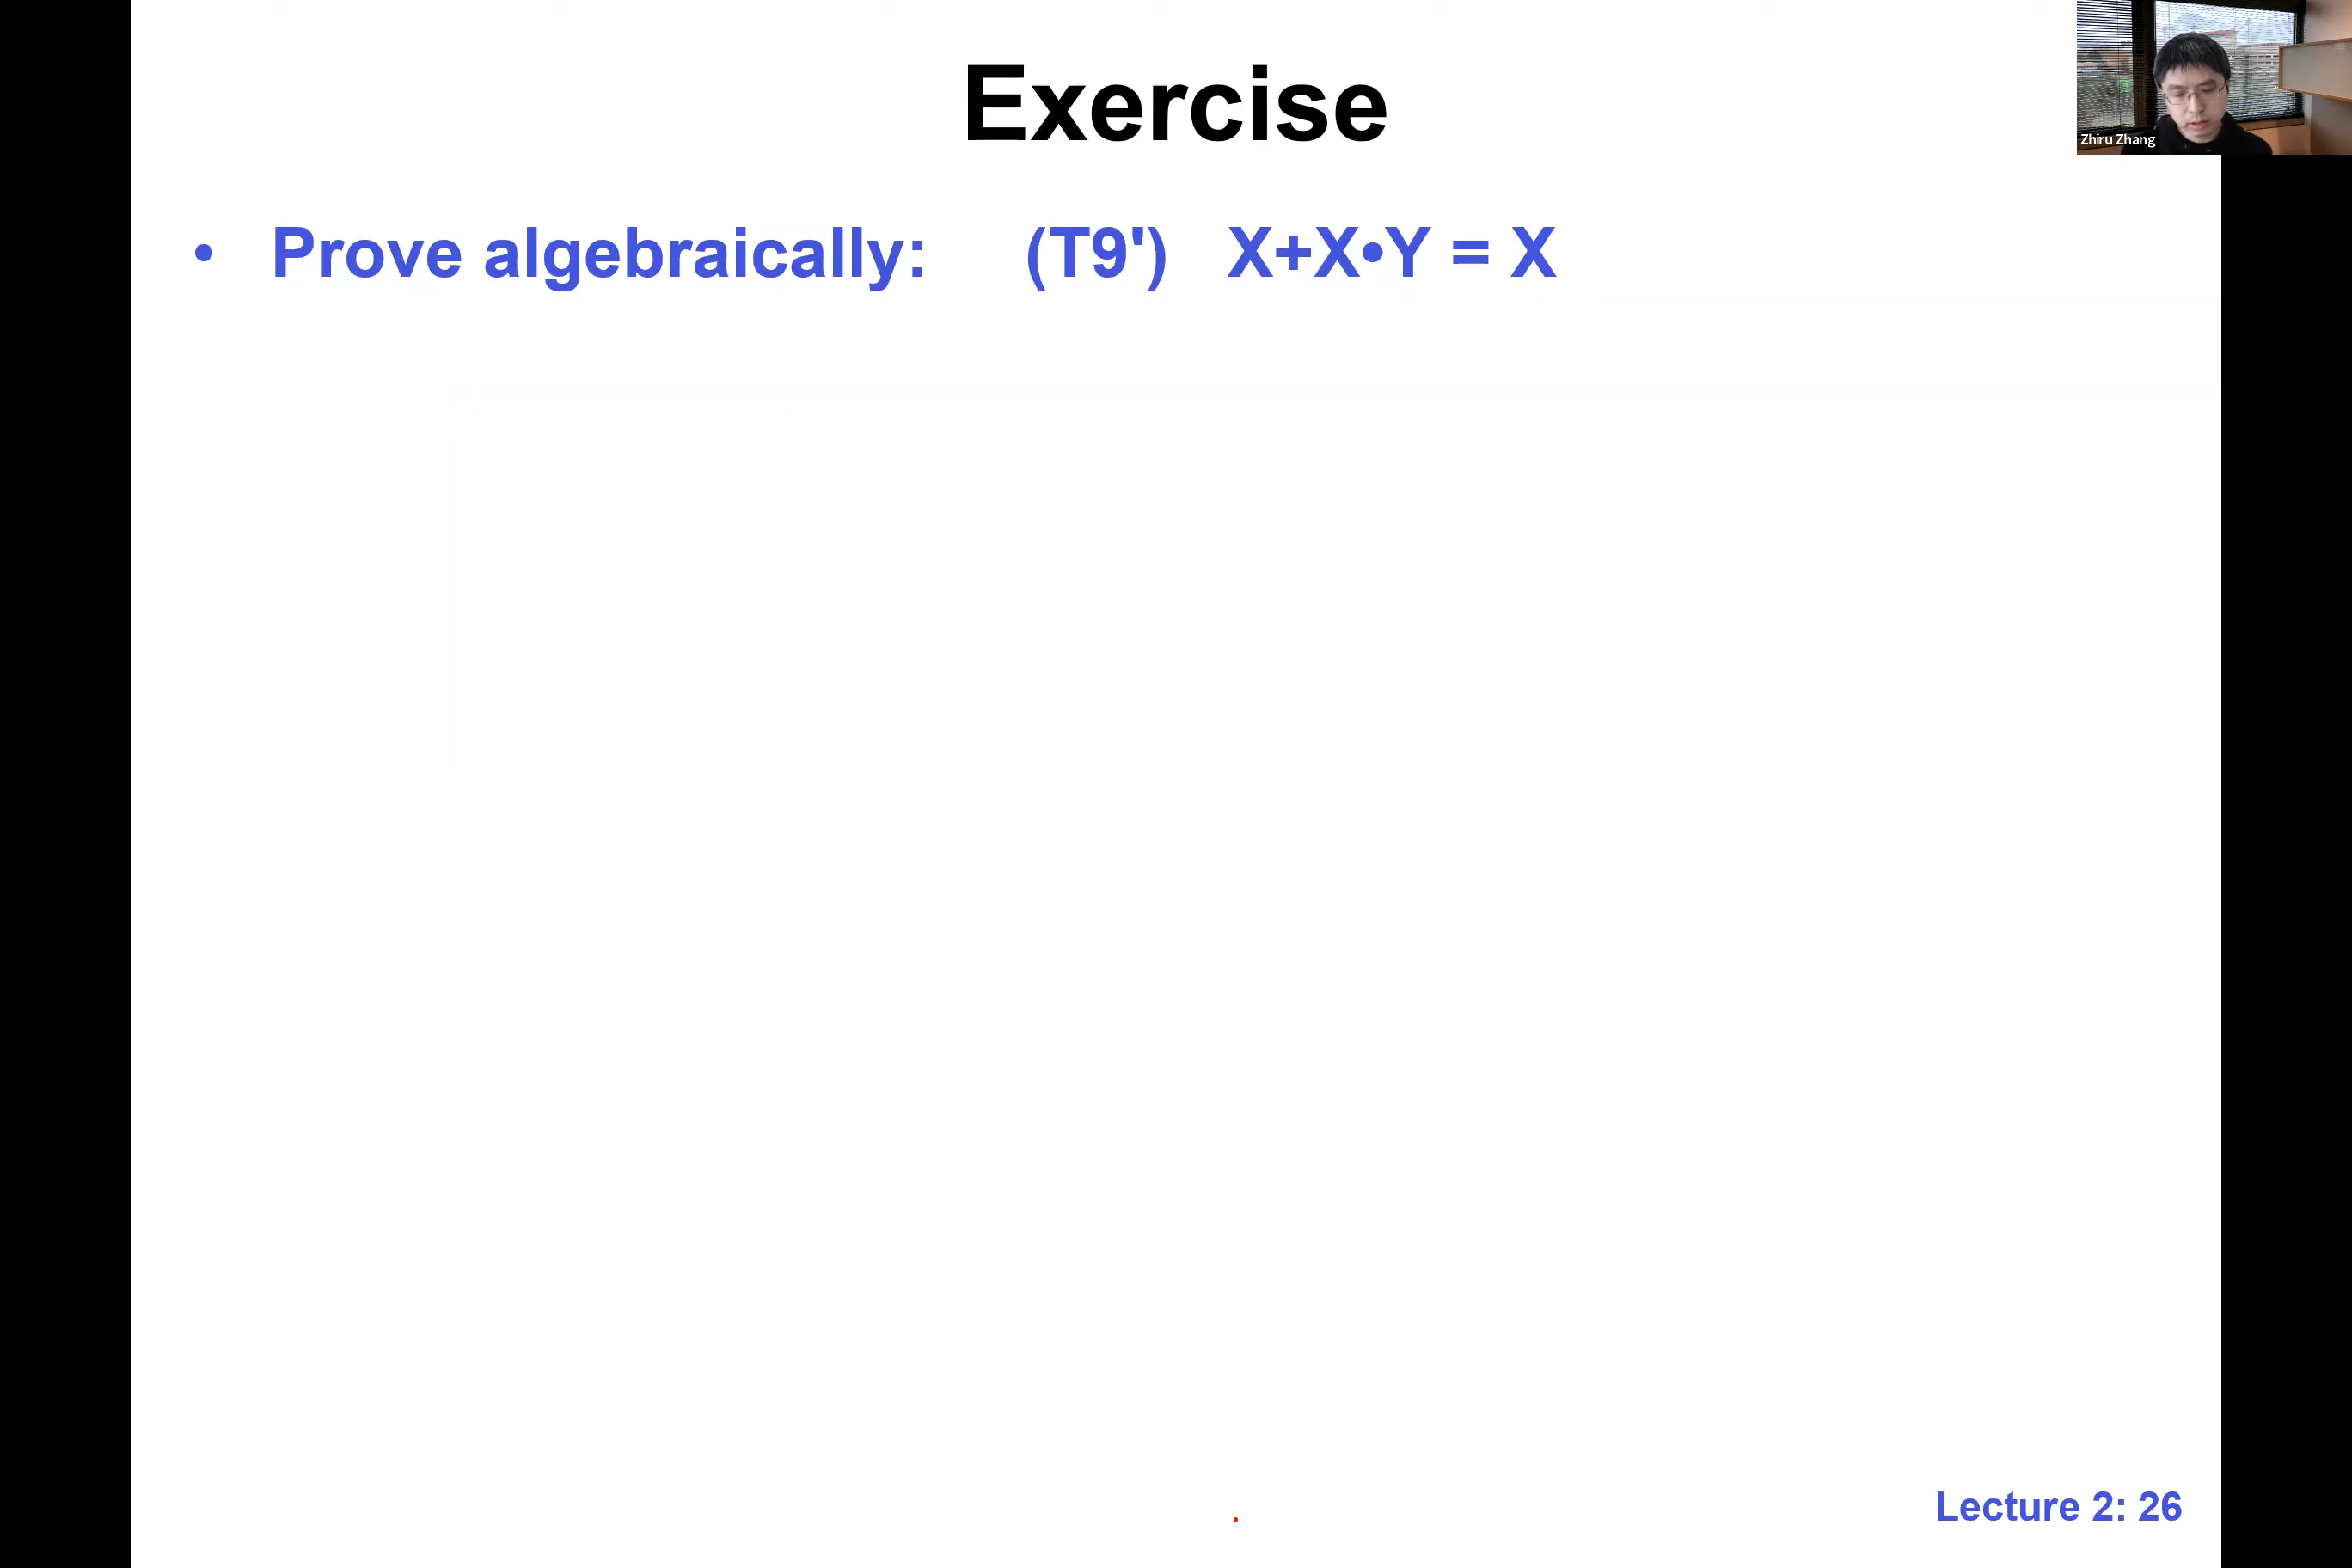 Exercise
Zhiru Zhang
• Prove algebraically: (T9') X+X•Y = X
Lecture 2: 26